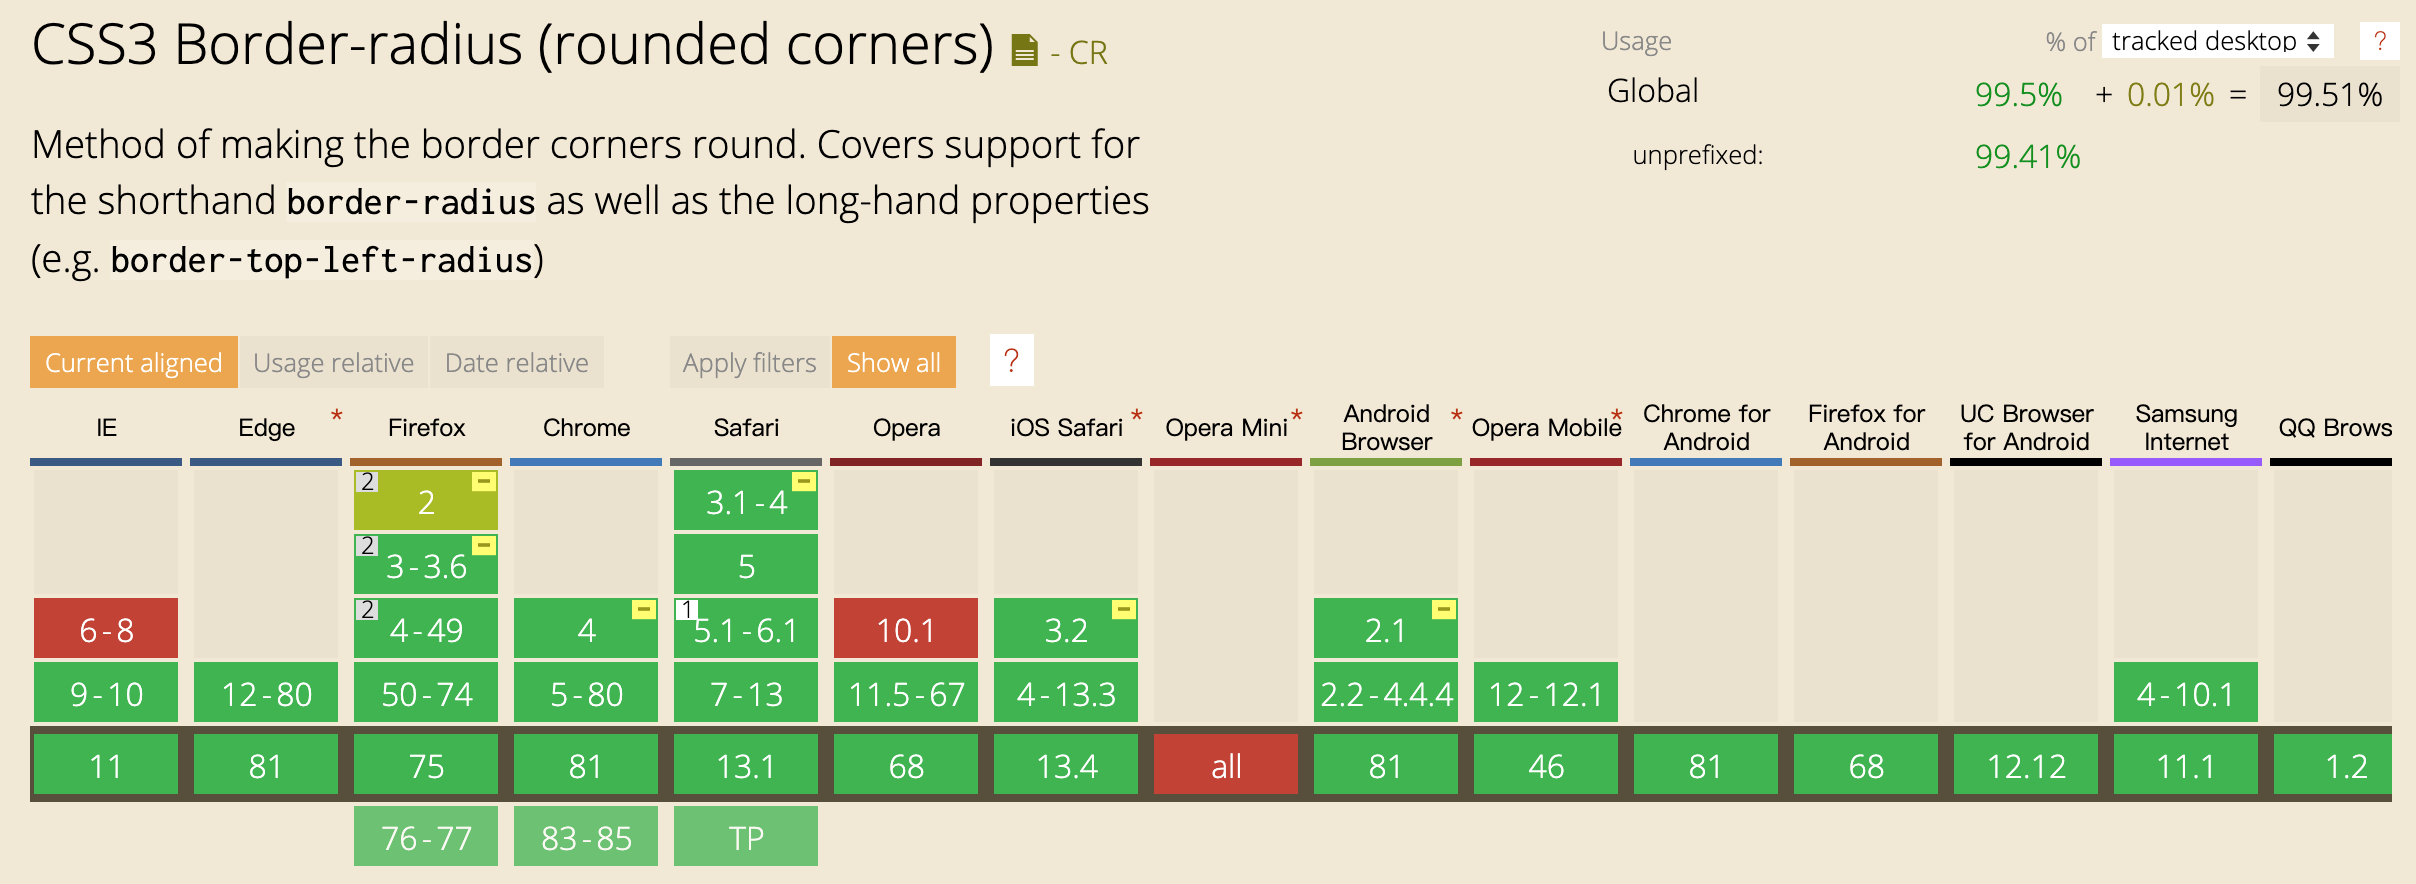 CSS3 Border-radius (rounded corners) - CR
Usage % of tracked desktop ?
Global 99.5% + 0.01% = 99.51%
unprefixed: 99.41%
Method of making the border corners round. Covers support for
the shorthand border-radius as well as the long-hand properties
(e.g. border-top-left-radius)
Current aligned Usage relative Date relative Apply filters Show all ?
IE Edge * Firefox Chrome Safari Opera iOS Safari * Opera Mini * Android Browser * Opera Mobile * Chrome for Android Firefox for Android UC Browser for Android Samsung Internet QQ Brows
2 2 - 3.1-4 -
2 3-3.6 - 5
6-8 2 4-49 4 - 1 5.1-6.1 10.1 3.2 - 2.1 -
9-10 12-80 50-74 5-80 7-13 11.5-67 4-13.3 2.2-4.4.4 12-12.1 4-10.1
11 81 75 81 13.1 68 13.4 all 81 46 81 68 12.12 11.1 1.2
76-77 83-85 TP